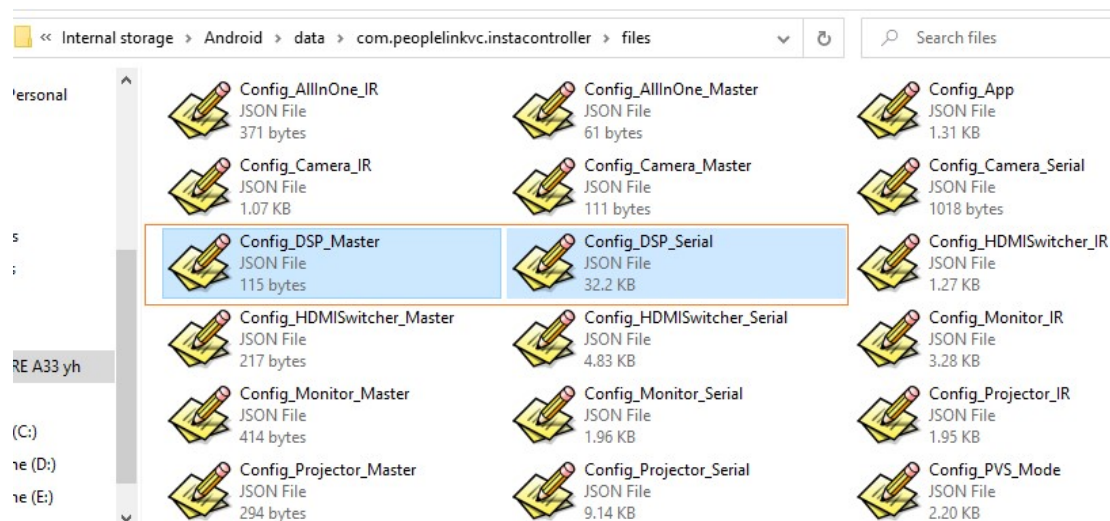 « Internal storage > Android > data > com.peoplelinkvc.instacontroller > files
Search files
Personal
RE A33 yh
(C:)
ne (D:)
ne (E:)
Config_AllInOne_IR
JSON File
371 bytes
Config_AllInOne_Master
JSON File
61 bytes
Config_App
JSON File
1.31 KB
Config_Camera_IR
JSON File
1.07 KB
Config_Camera_Master
JSON File
111 bytes
Config_Camera_Serial
JSON File
1018 bytes
Config_DSP_Master
JSON File
115 bytes
Config_DSP_Serial
JSON File
32.2 KB
Config_HDMISwitcher_IR
JSON File
1.27 KB
Config_HDMISwitcher_Master
JSON File
217 bytes
Config_HDMISwitcher_Serial
JSON File
4.83 KB
Config_Monitor_IR
JSON File
3.28 KB
Config_Monitor_Master
JSON File
414 bytes
Config_Monitor_Serial
JSON File
1.96 KB
Config_Projector_IR
JSON File
1.95 KB
Config_Projector_Master
JSON File
294 bytes
Config_Projector_Serial
JSON File
9.14 KB
Config_PVS_Mode
JSON File
2.20 KB